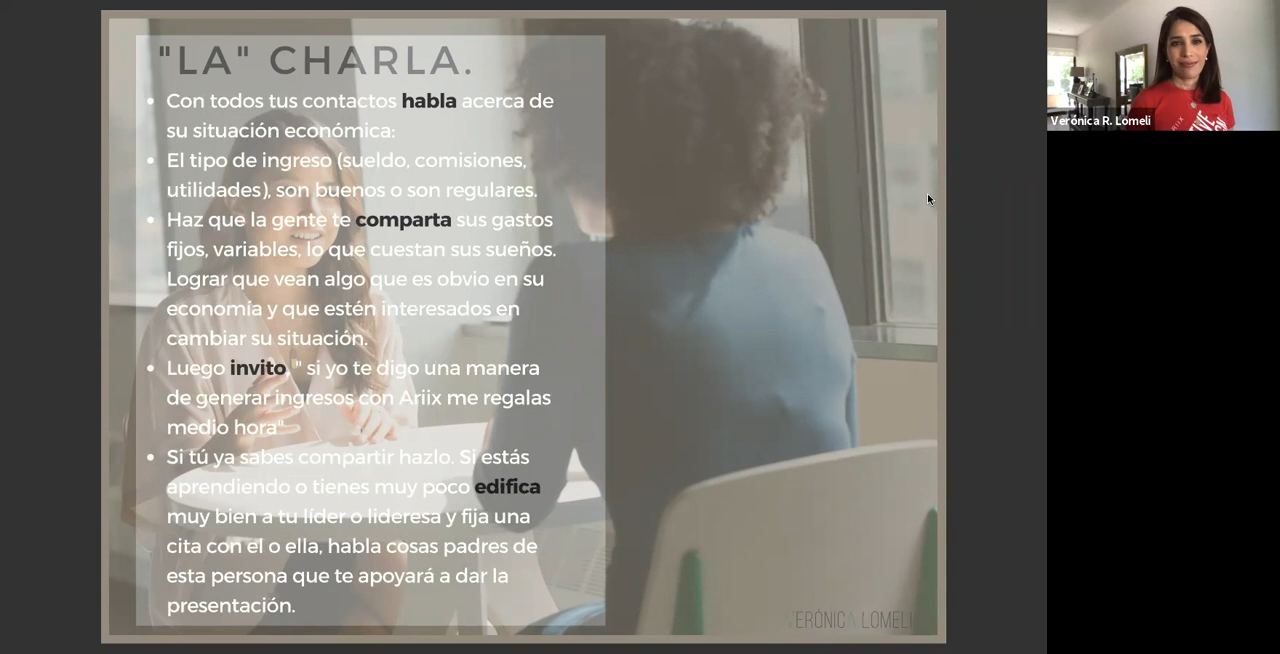 "LA" CHARLA.
Con todos tus contactos habla acerca de
su situación económica:
El tipo de ingreso (sueldo, comisiones,
utilidades), son buenos o son regulares.
Haz que la gente te comparta sus gastos
fijos, variables, lo que cuestan sus sueños.
Lograr que vean algo que es obvio en su
economía y que estén interesados en
cambiar su situación.
Luego invito " si yo te digo una manera
de generar ingresos con Ariix me regalas
medio hora"
Si tú ya sabes compartir hazlo. Si estás
aprendiendo o tienes muy poco edifica
muy bien a tu líder o lideresa y fija una
cita con el o ella, habla cosas padres de
esta persona que te apoyará a dar la
presentación.
VERÓNICA LOMELI
Verónica R. Lomeli